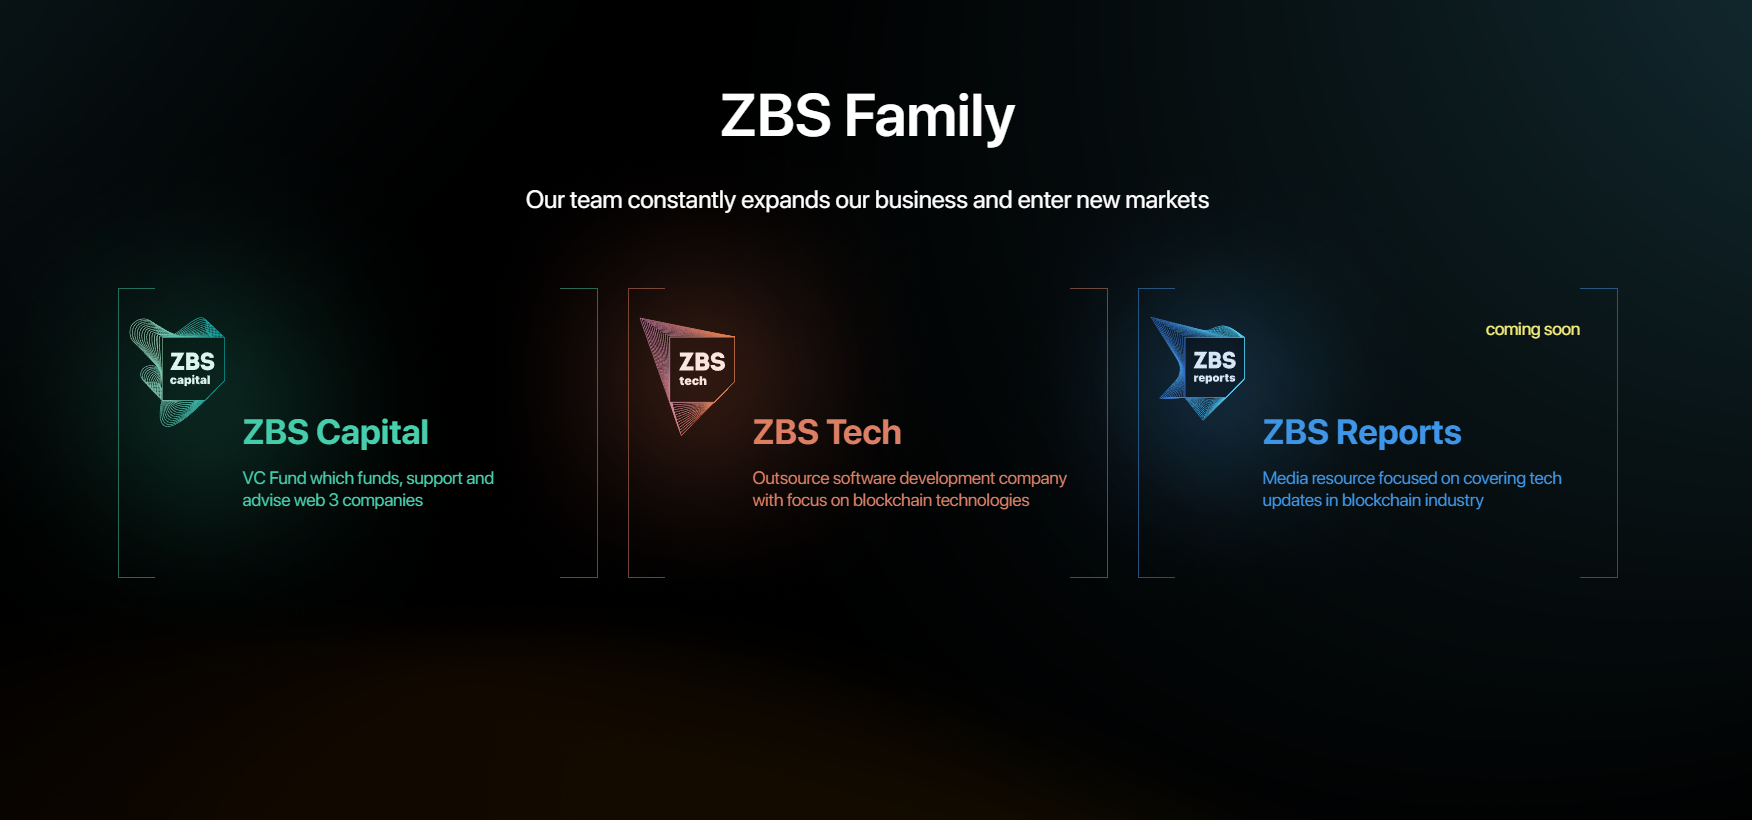 ZBS Family
Our team constantly expands our business and enter new markets
ZBS
capital
ZBS Capital
VC Fund which funds, support and
advise web 3 companies
ZBS
tech
ZBS Tech
Outsource software development company
with focus on blockchain technologies
coming soon
ZBS
reports
ZBS Reports
Media resource focused on covering tech
updates in blockchain industry